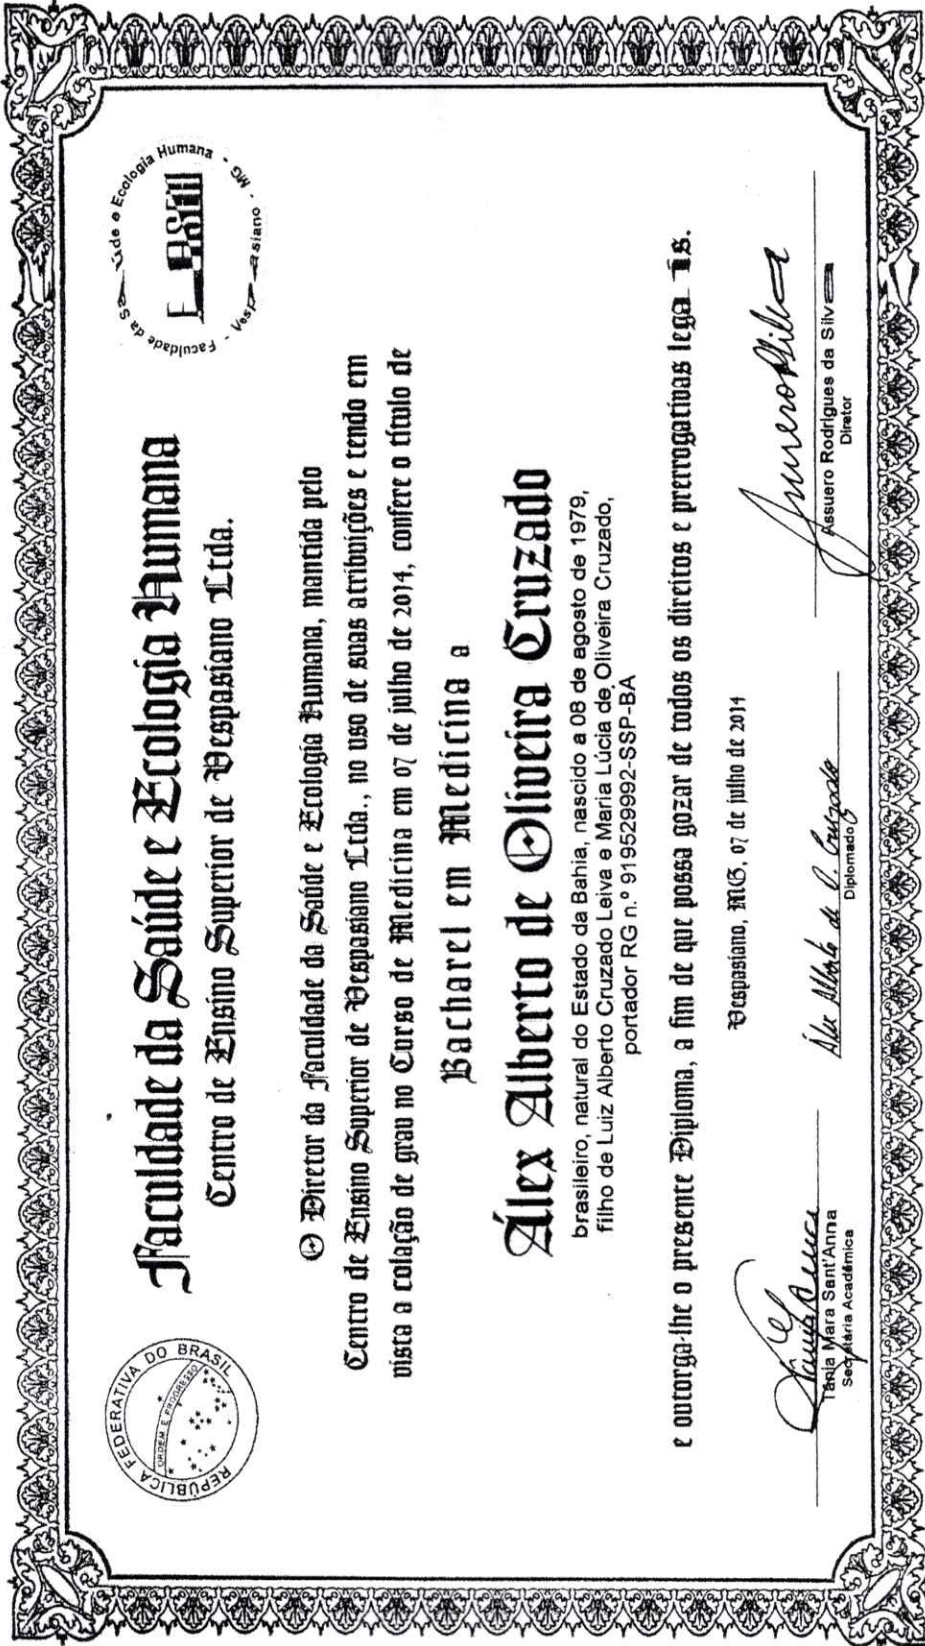 REPÚBLICA FEDERATIVA DO BRASIL
ORDEM E PROGRESSO
Faculdade da Saúde e Ecologia Humana
Centro de Ensino Superior de Vespasiano Ltda.
Faculdade da Saúde e Ecologia Humana - Vespasiano - MG -
O Diretor da Faculdade da Saúde e Ecologia Humana, mantida pelo
Centro de Ensino Superior de Vespasiano Ltda., no uso de suas atribuições e tendo em
vista a colação de grau no Curso de Medicina em 07 de julho de 2014, confere o título de
Bacharel em Medicina a
Álex Alberto de Oliveira Cruzado
brasileiro, natural do Estado da Bahia, nascido a 08 de agosto de 1979,
filho de Luiz Alberto Cruzado Leiva e Maria Lúcia de Oliveira Cruzado,
portador RG n.º 919529992-SSP-BA
e outorga-lhe o presente Diploma, a fim de que possa gozar de todos os direitos e prerrogativas legais.
Vespasiano, MG, 07 de julho de 2014
Tânia Mara Sant'Anna
Secretária Acadêmica
Álex Alberto de O. Cruzado
Diplomado
Assuero Rodrigues da Silva
Diretor